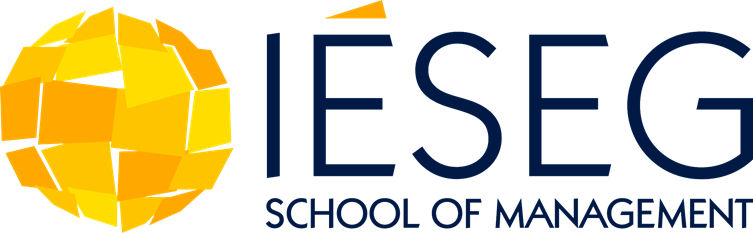 IÉSEG
SCHOOL OF MANAGEMENT